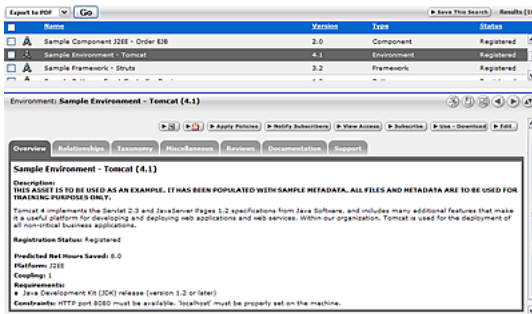 Export to PDF Go Save This Search Results
Name Version Type Status
Sample Component J2EE - Order EJB 2.0 Component Registered
Sample Environment - Tomcat 4.1 Environment Registered
Sample Framework - Struts 3.2 Framework Registered
Environment: Sample Environment - Tomcat (4.1)
Apply Policies Notify Subscribers View Access Subscribe Use - Download Edit
Overview Relationships Taxonomy Miscellaneous Reviews Documentation Support
Sample Environment - Tomcat (4.1)
Description:
THIS ASSET IS TO BE USED AS AN EXAMPLE. IT HAS BEEN POPULATED WITH SAMPLE METADATA. ALL FILES AND METADATA ARE TO BE USED FOR
TRAINING PURPOSES ONLY.
Tomcat 4 implements the Servlet 2.3 and JavaServer Pages 1.2 specifications from Java Software, and includes many additional features that make
it a useful platform for developing and deploying web applications and web services. Within our organization, Tomcat is used for the deployment of
all non-critical business applications.
Registration Status: Registered
Predicted Net Hours Saved: 8.0
Platform: J2EE
Coupling: 1
Requirements:
Java Development Kit (JDK) release (version 1.2 or later)
Constraints: HTTP port 8080 must be available. 'localhost' must be properly set on the machine.